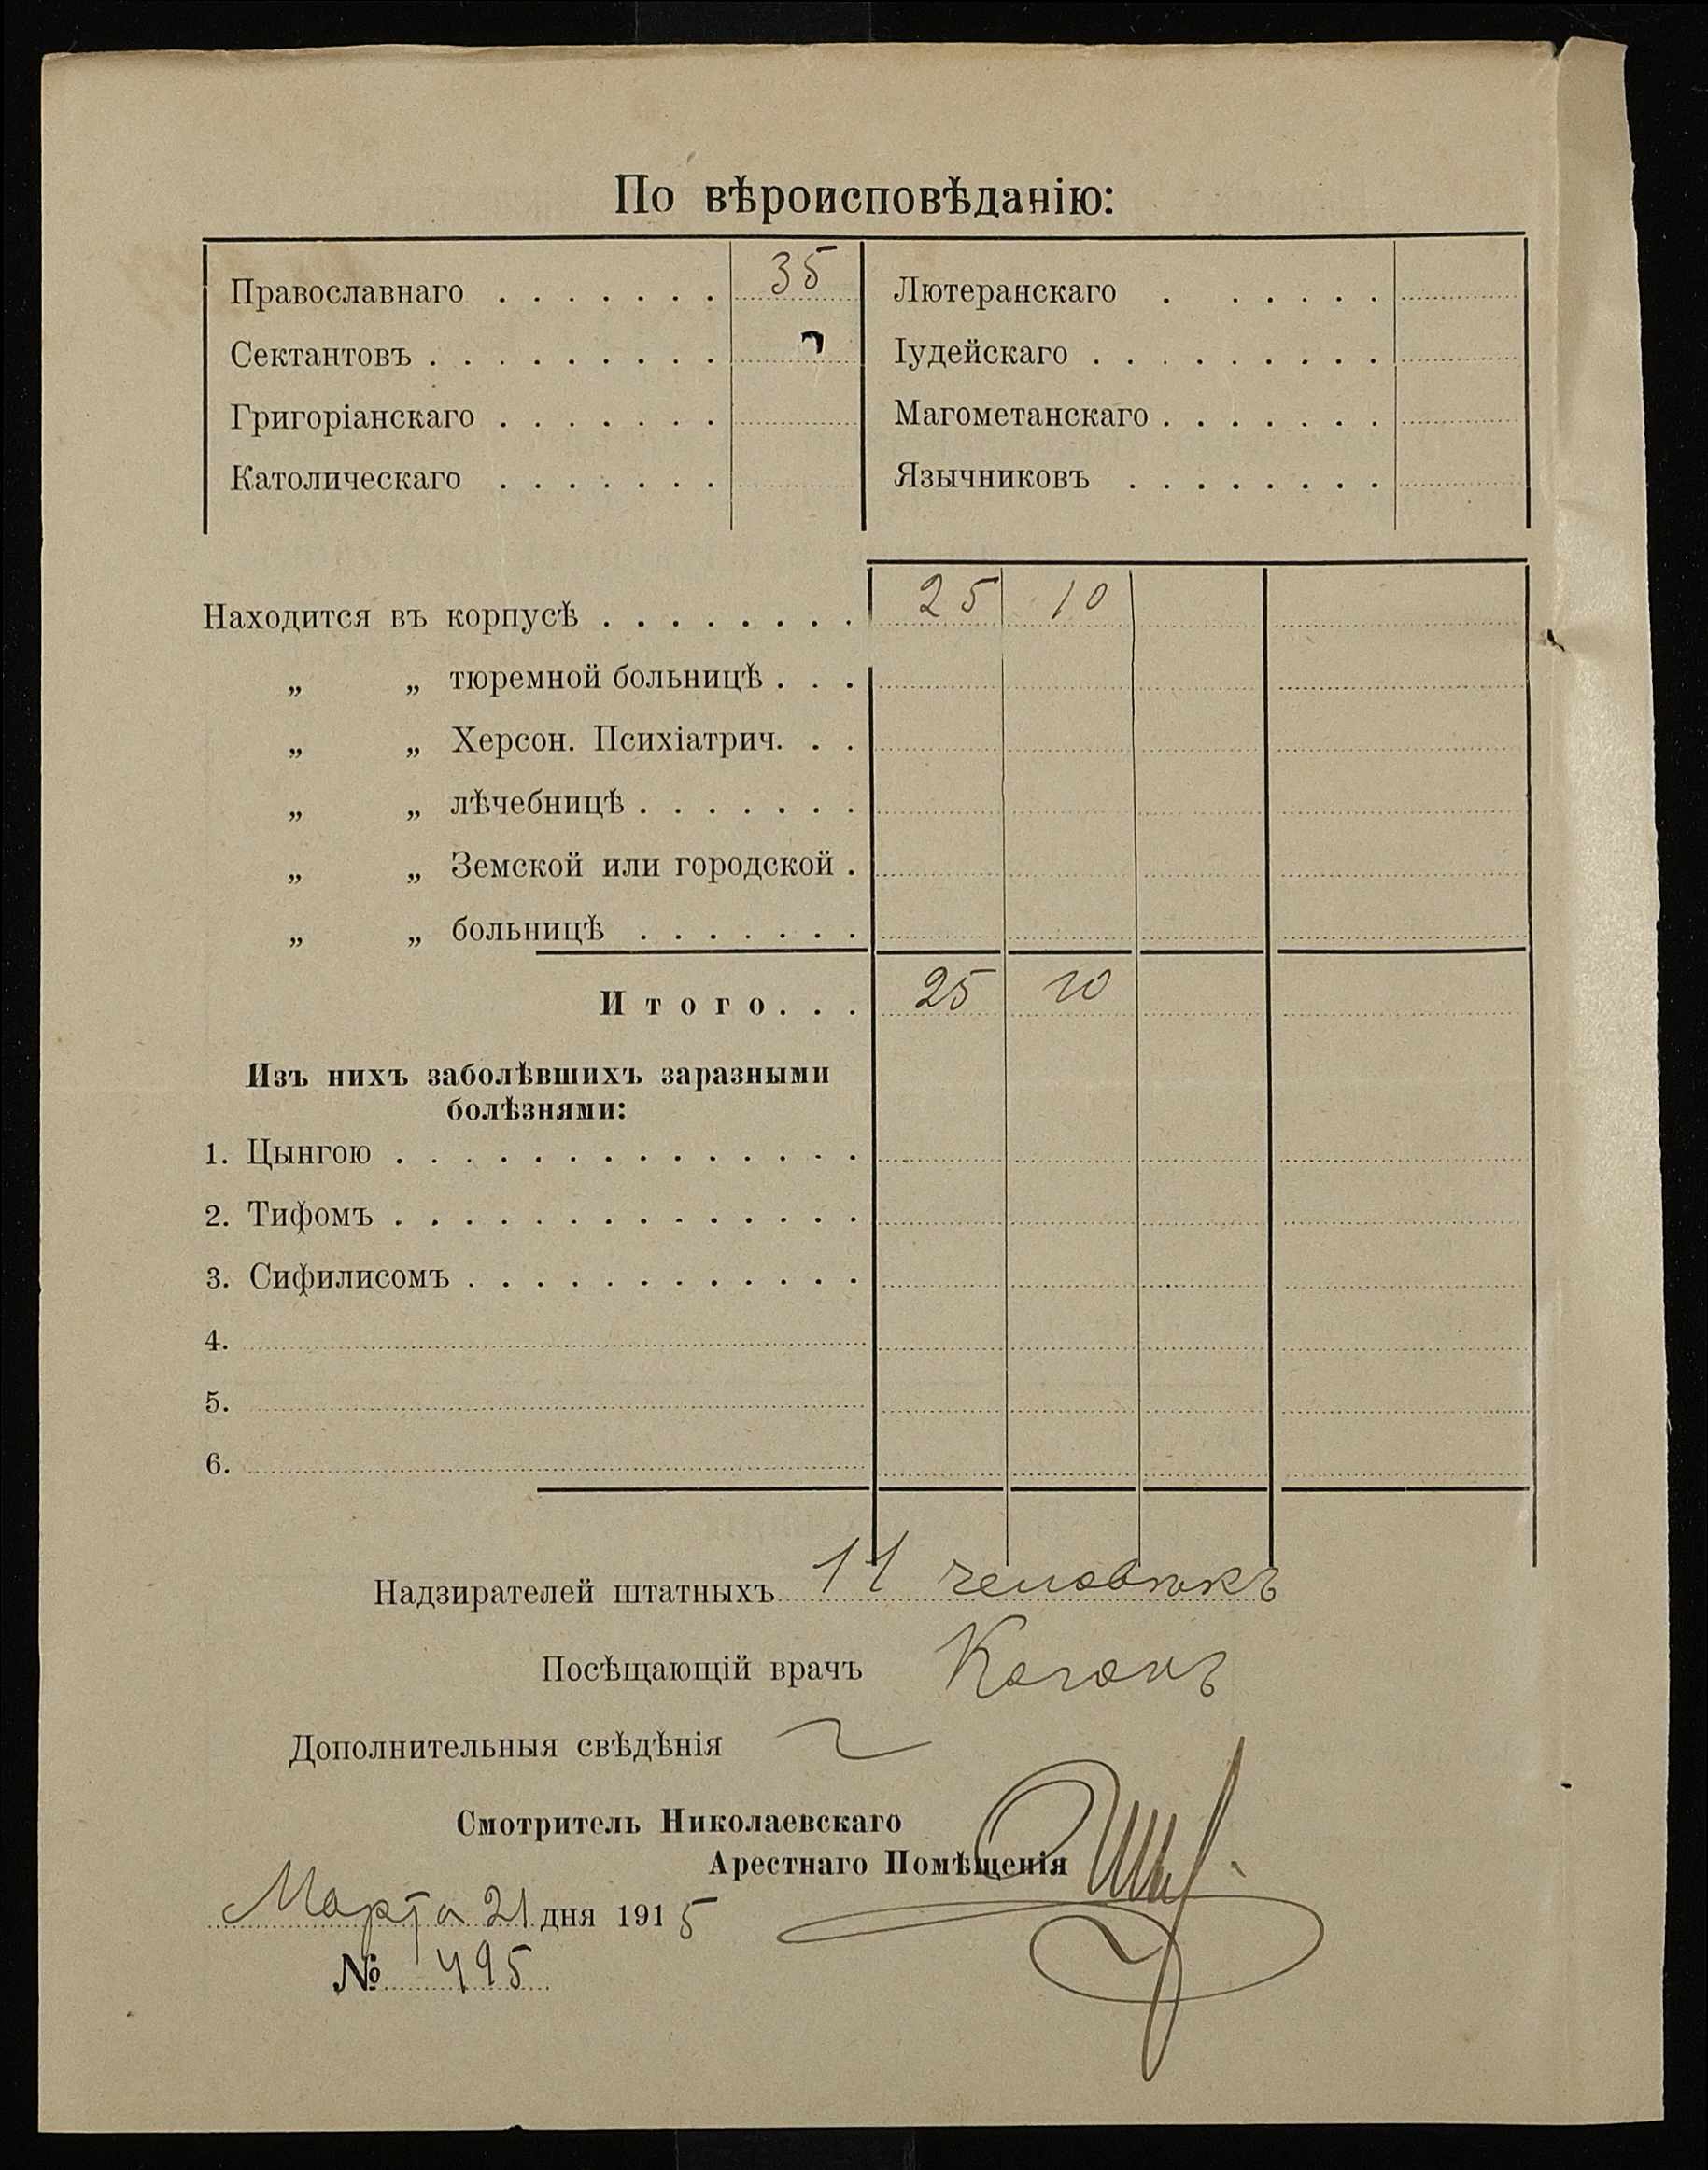 По вѣроисповѣданію:
Православнаго . . . . . . . 35 Лютеранскаго . . . . . .
Сектантовъ . . . . . . . . . Іудейскаго . . . . . . . . .
Григоріанскаго . . . . . . . Магометанскаго . . . . . . .
Католическаго . . . . . . . Язычниковъ . . . . . . . .
Находится въ корпусѣ . . . . . . . . 25 10
„ „ тюремной больницѣ . . .
„ „ Херсон. Психіатрич. . .
„ „ лѣчебницѣ . . . . . . .
„ „ Земской или городской .
„ „ больницѣ . . . . . . .
Итого. . . 25 10
Изъ нихъ заболѣвшихъ заразными
болѣзнями:
1. Цынгою . . . . . . . . . . . . . .
2. Тифомъ . . . . . . . . . . . . . .
3. Сифилисомъ . . . . . . . . . . . .
4.
5.
6.
Надзирателей штатныхъ 11 человѣкъ
Посѣщающій врачъ Коганъ
Дополнительныя свѣдѣнія
Смотритель Николаевскаго
Арестнаго Помѣщенія
Марта 21 дня 1915
№ 495